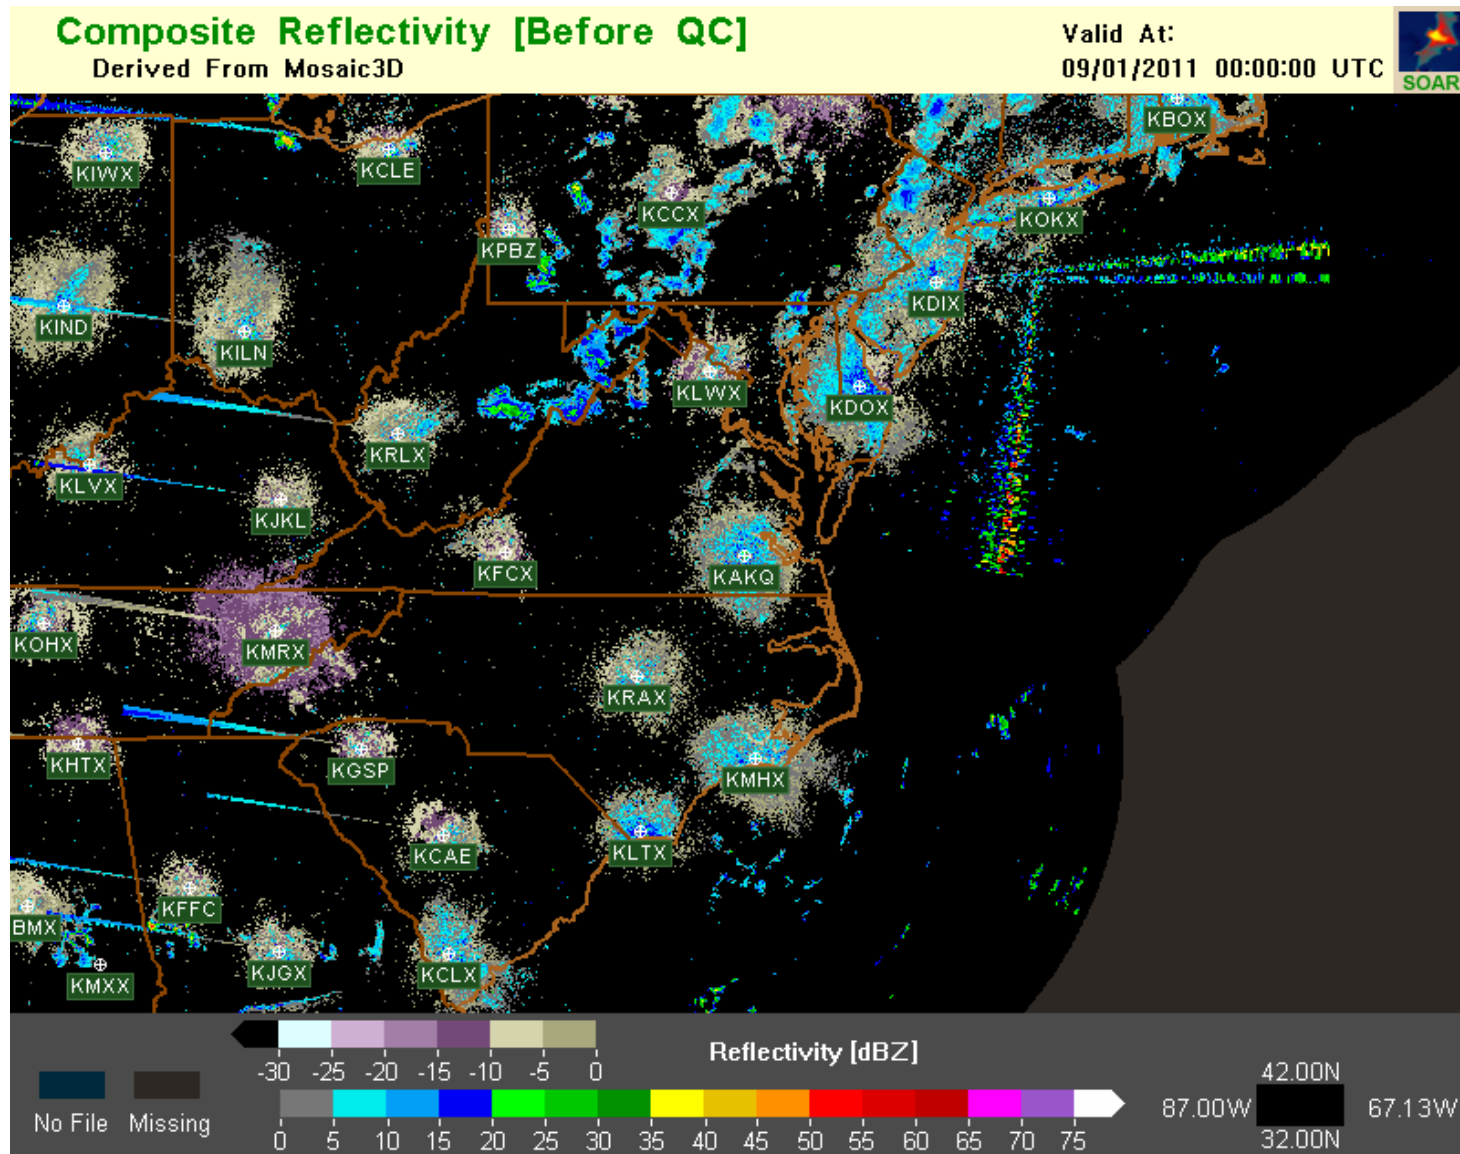 Composite Reflectivity [Before QC]
Derived From Mosaic3D
Valid At:
09/01/2011 00:00:00 UTC
SOAR
KBOX
KIWX
KCLE
KCCX
KOKX
KPBZ
KDIX
KIND
KILN
KLWX
KDOX
KRLX
KLVX
KJKL
KFCX
KAKQ
KOHX
KMRX
KRAX
KHTX
KGSP
KMHX
KCAE
KLTX
KFFC
BMX
KJGX
KCLX
KMXX
Reflectivity [dBZ]
-30 -25 -20 -15 -10 -5 0
No File Missing
0 5 10 15 20 25 30 35 40 45 50 55 60 65 70 75
42.00N
87.00W 67.13W
32.00N